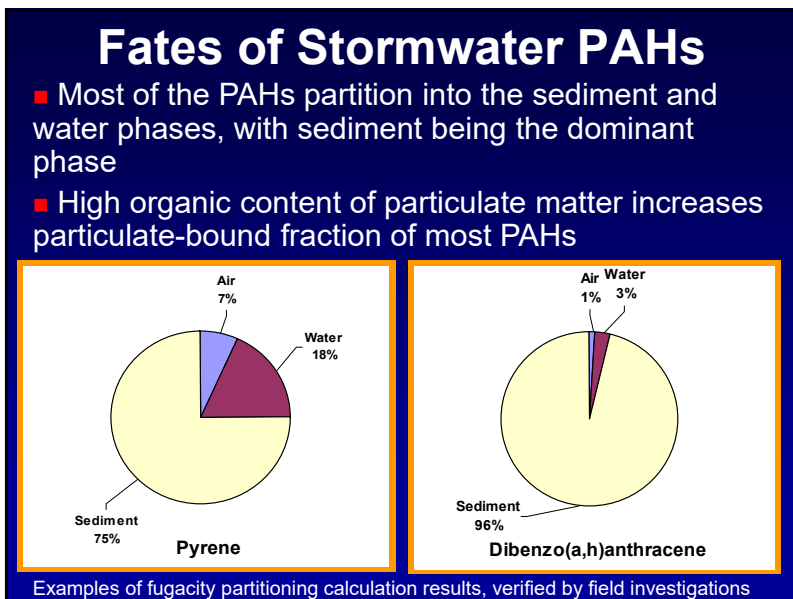 Fates of Stormwater PAHs
■ Most of the PAHs partition into the sediment and
water phases, with sediment being the dominant
phase
■ High organic content of particulate matter increases
particulate-bound fraction of most PAHs
Air
7%
Water
18%
Sediment
75%
Pyrene
Air
1%
Water
3%
Sediment
96%
Dibenzo(a,h)anthracene
Examples of fugacity partitioning calculation results, verified by field investigations